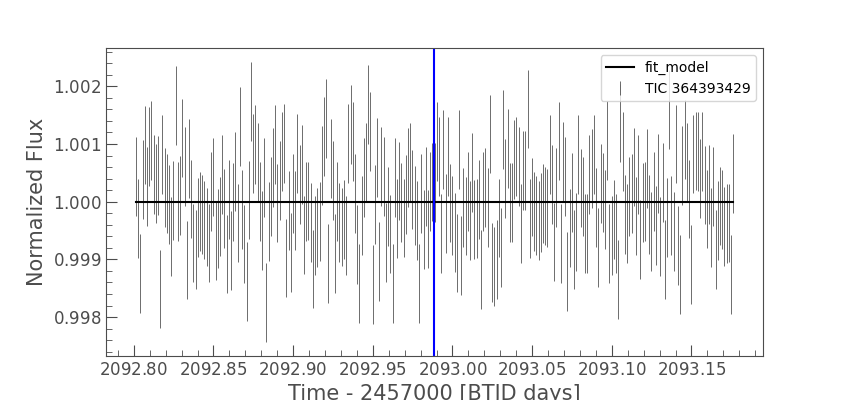 fit_model
TIC 364393429
Normalized Flux
1.002
1.001
1.000
0.999
0.998
2092.80 2092.85 2092.90 2092.95 2093.00 2093.05 2093.10 2093.15
Time - 2457000 [BTJD days]